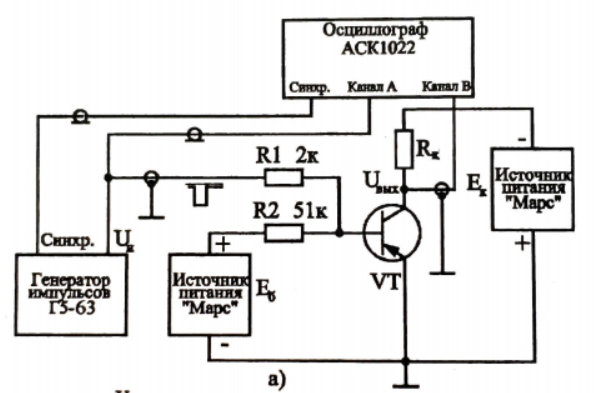 Осциллограф
АСК1022
Синхр. Канал А Канал В
R1 2к
Rк
Uвых
Eк
-
Источник
питания
"Марс"
+
R2 51к
Синхр. Uк
+
Генератор
импульсов
Г5-63
Источник
питания
"Марс"
Eб
-
VT
а)